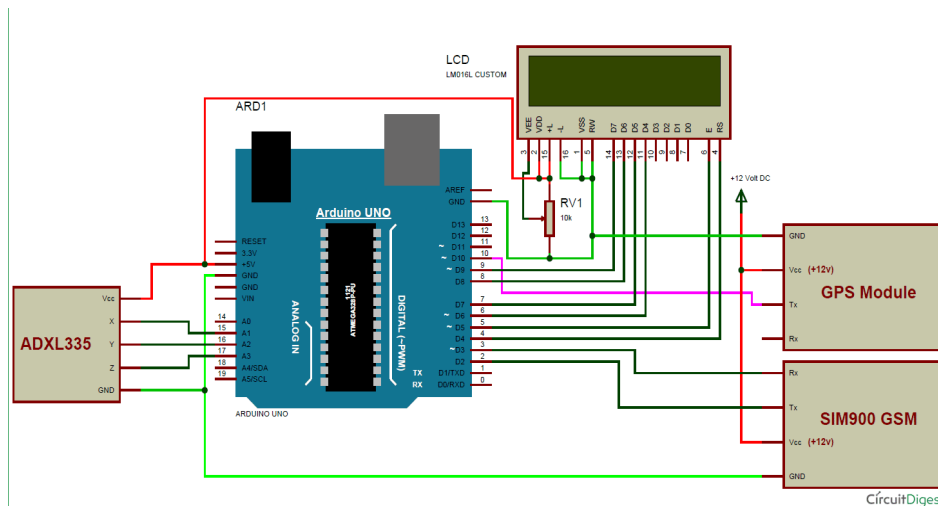 LCD
LM016L CUSTOM
ARD1
VEE
VDD
+L
-L
VSS
RW
D7
D6
D5
D4
D3
D2
D1
D0
E
RS
3
2
15
16
1
5
14
13
12
11
10
9
8
7
6
4
+12 Volt DC
RV1
10k
Arduino UNO
AREF
GND
RESET
3.3V
+5V
GND
GND
VIN
1121
ATMEGA328P-PU
ANALOG IN
DIGITAL (~PWM)
D13
13
D12
12
~ D11
11
~ D10
10
~ D9
9
D8
8
D7
7
~ D6
6
~ D5
5
D4
4
~ D3
3
D2
2
TX
D1/TXD
1
RX
D0/RXD
0
14
A0
15
A1
16
A2
17
A3
18
A4/SDA
19
A5/SCL
ARDUINO UNO
ADXL335
Vcc
X
Y
Z
GND
GND
Vcc (+12v)
GPS Module
Tx
Rx
Rx
Tx
SIM900 GSM
Vcc (+12v)
GND
CírcuitDiges